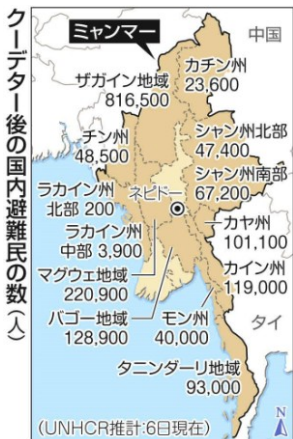 クーデター後の国内避難民の数(人)
ミャンマー
中国
ザガイン地域
816,500
カチン州
23,600
チン州
48,500
シャン州北部
47,400
シャン州南部
67,200
ラカイン州
北部 200
ネピドー
ラカイン州
中部 3,900
カヤ州
101,100
マグウェ地域
220,900
カイン州
119,000
バゴー地域
128,900
モン州
40,000
タイ
タニンダーリ地域
93,000
(UNHCR推計:6日現在)
N